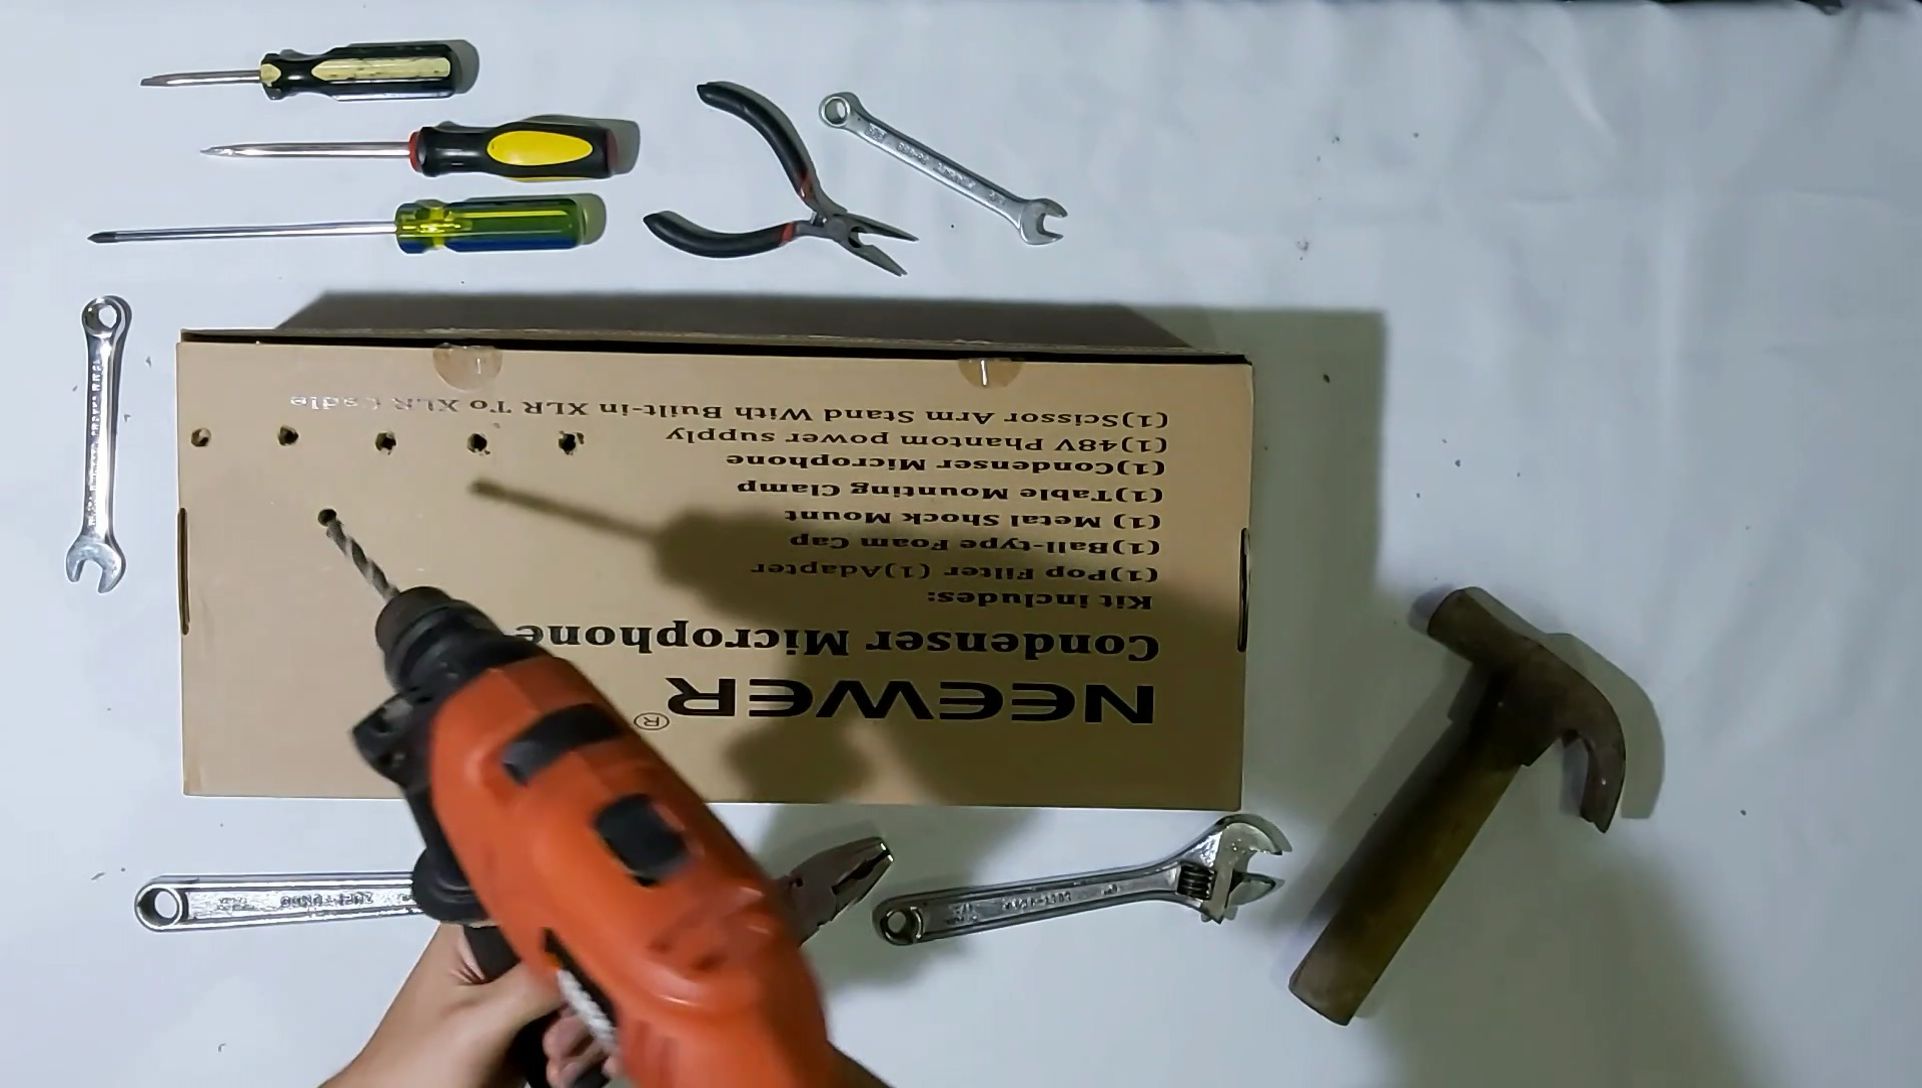 NEEWER®
Condenser Microphone
Kit includes:
(1)Pop Filter (1)Adapter
(1)Ball-type Foam Cap
(1) Metal Shock Mount
(1)Table Mounting Clamp
(1)Condenser Microphone
(1)48V Phantom power supply
(1)Scissor Arm Stand With Built-in XLR To XLR Cable